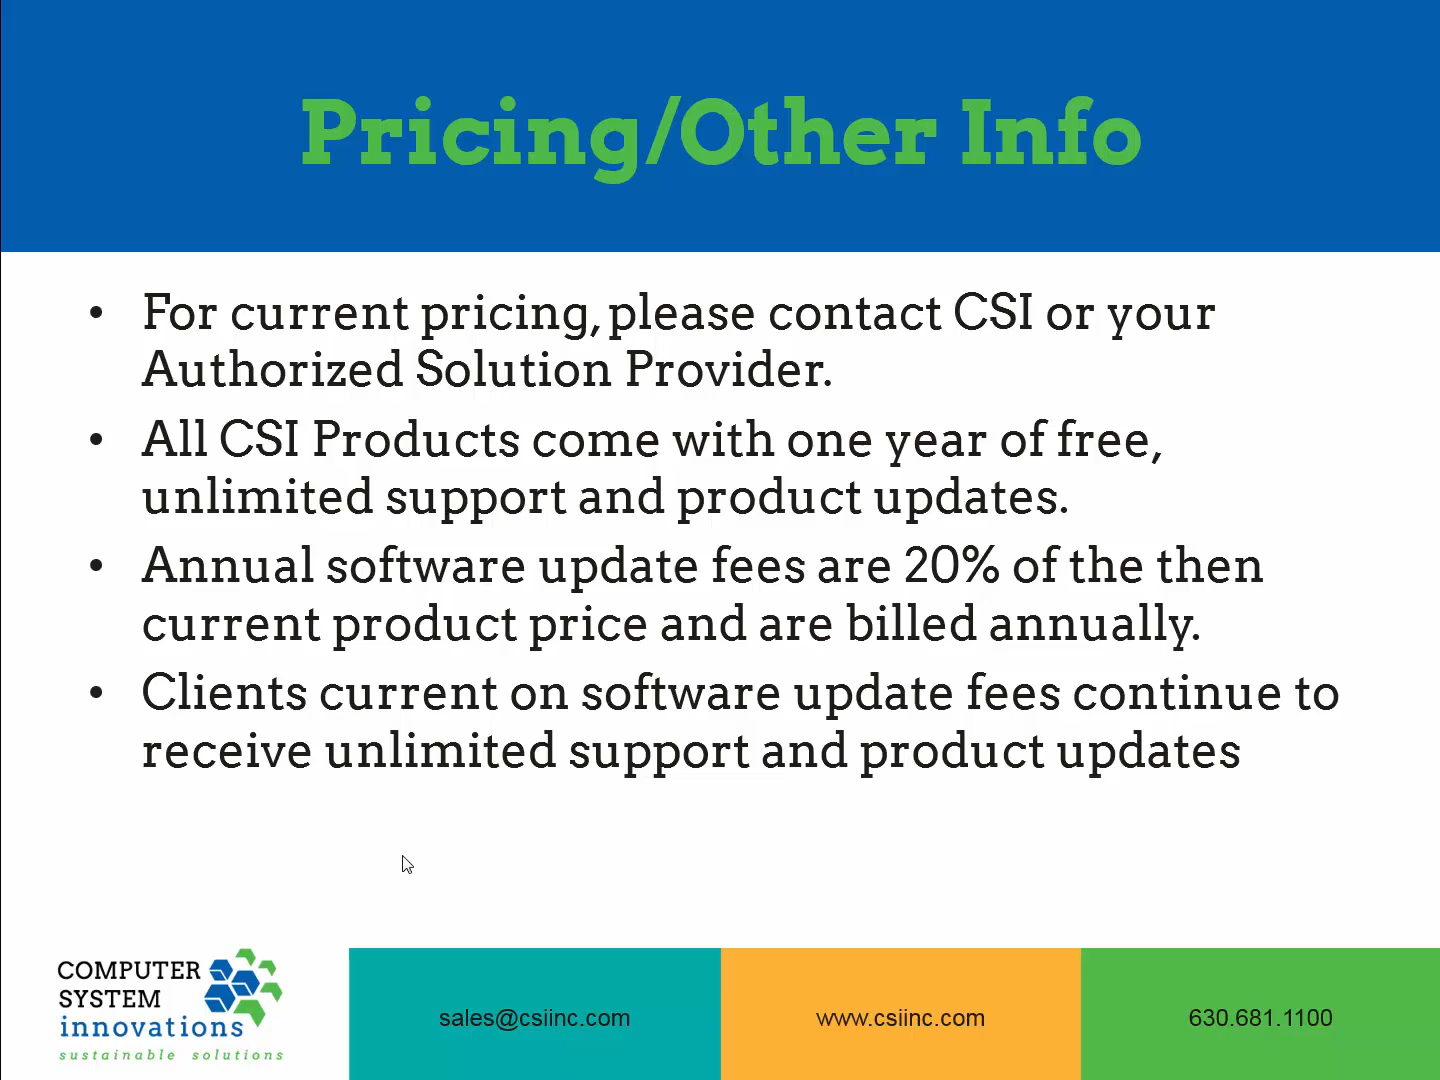 Pricing/Other Info
• For current pricing, please contact CSI or your
Authorized Solution Provider.
• All CSI Products come with one year of free,
unlimited support and product updates.
• Annual software update fees are 20% of the then
current product price and are billed annually.
• Clients current on software update fees continue to
receive unlimited support and product updates
COMPUTER
SYSTEM
innovations
sustainable solutions
sales@csiinc.com
www.csiinc.com
630.681.1100